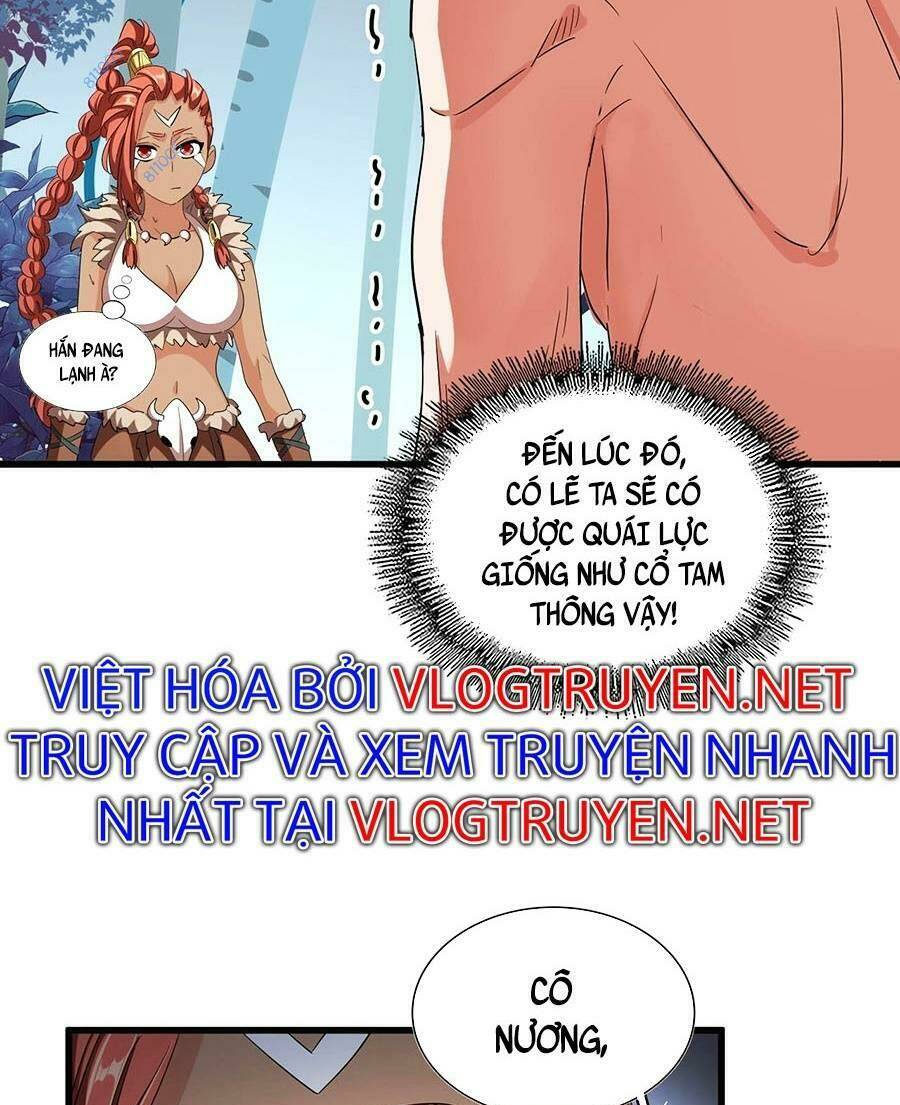 HẮN ĐANG
LẠNH À?
ĐẾN LÚC ĐÓ,
CÓ LẼ TA SẼ CÓ
ĐƯỢC QUÁI LỰC
GIỐNG NHƯ CỔ TAM
THÔNG VẬY!
VIỆT HÓA BỞI VLOGTRUYEN.NET
TRUY CẬP VÀ XEM TRUYỆN NHANH
NHẤT TẠI VLOGTRUYEN.NET
CÔ
NƯƠNG,